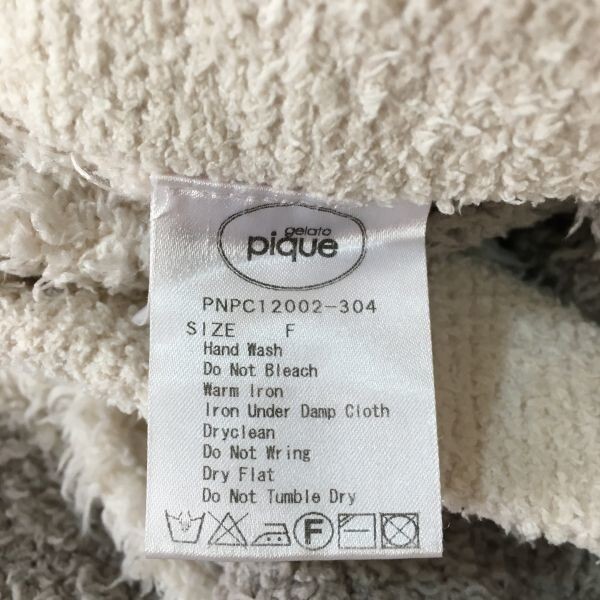 gelato
pique
PNPC12002-304
SIZE F
Hand Wash
Do Not Bleach
Warm Iron
Iron Under Damp Cloth
Dryclean
Do Not Wring
Dry Flat
Do Not Tumble Dry
F